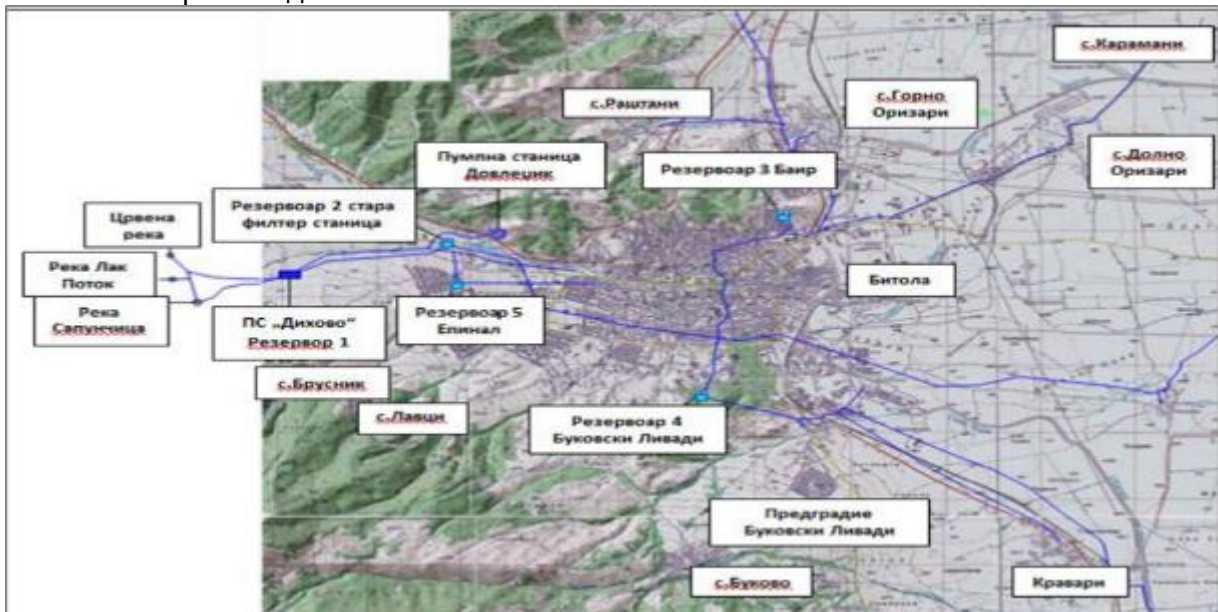 с.Карамани
с.Раштани
с.Горно
Оризари
Пумпна станица
Довлеџик
Резервоар 3 Баир
с.Долно
Оризари
Резервоар 2 стара
филтер станица
Црвена
река
Река Лак
Поток
Битола
Река
Сапунчица
ПС „Дихово“
Резервор 1
Резервоар 5
Епинал
с.Брусник
с.Лавци
Резервоар 4
Буковски Ливади
Предградие
Буковски Ливади
с.Буково
Кравари